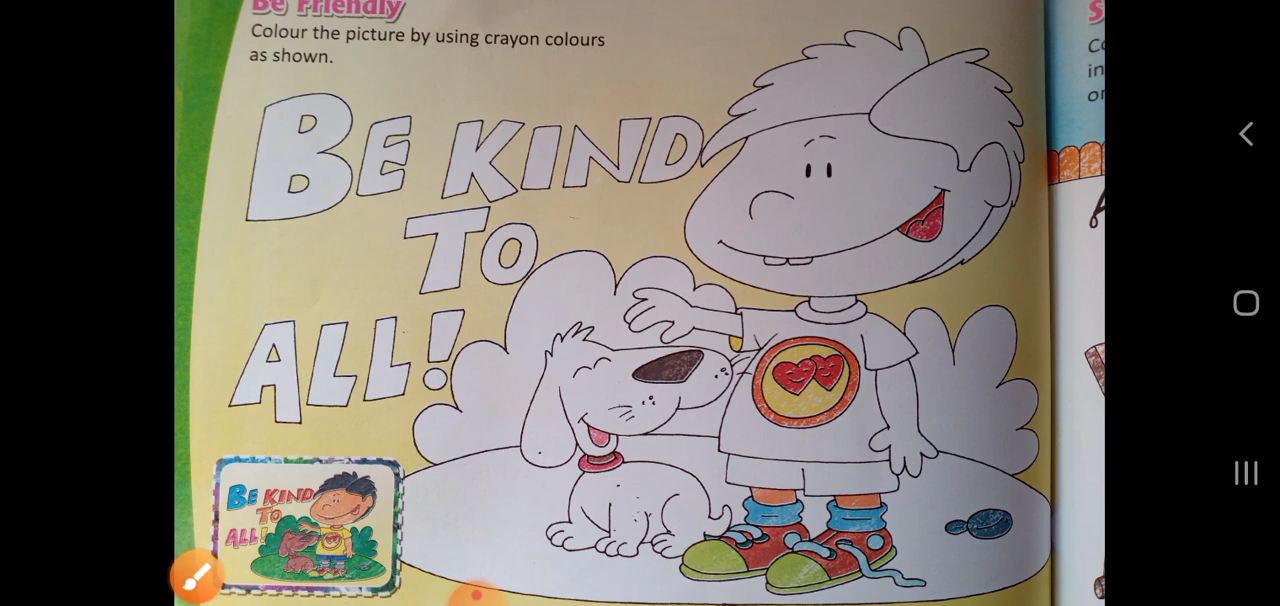 Be Friendly
Colour the picture by using crayon colours
as shown.
BE KIND
TO
ALL!
BE KIND
TO
ALL!